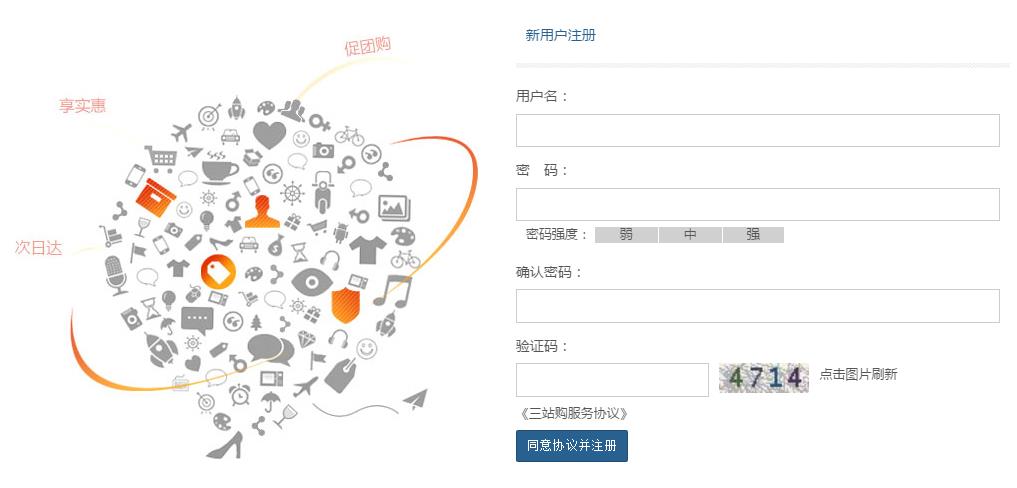 促团购
享实惠
次日达
新用户注册
用户名：
密　码：
密码强度： 弱 中 强
确认密码：
验证码：
4714 点击图片刷新
《三站购服务协议》
同意协议并注册